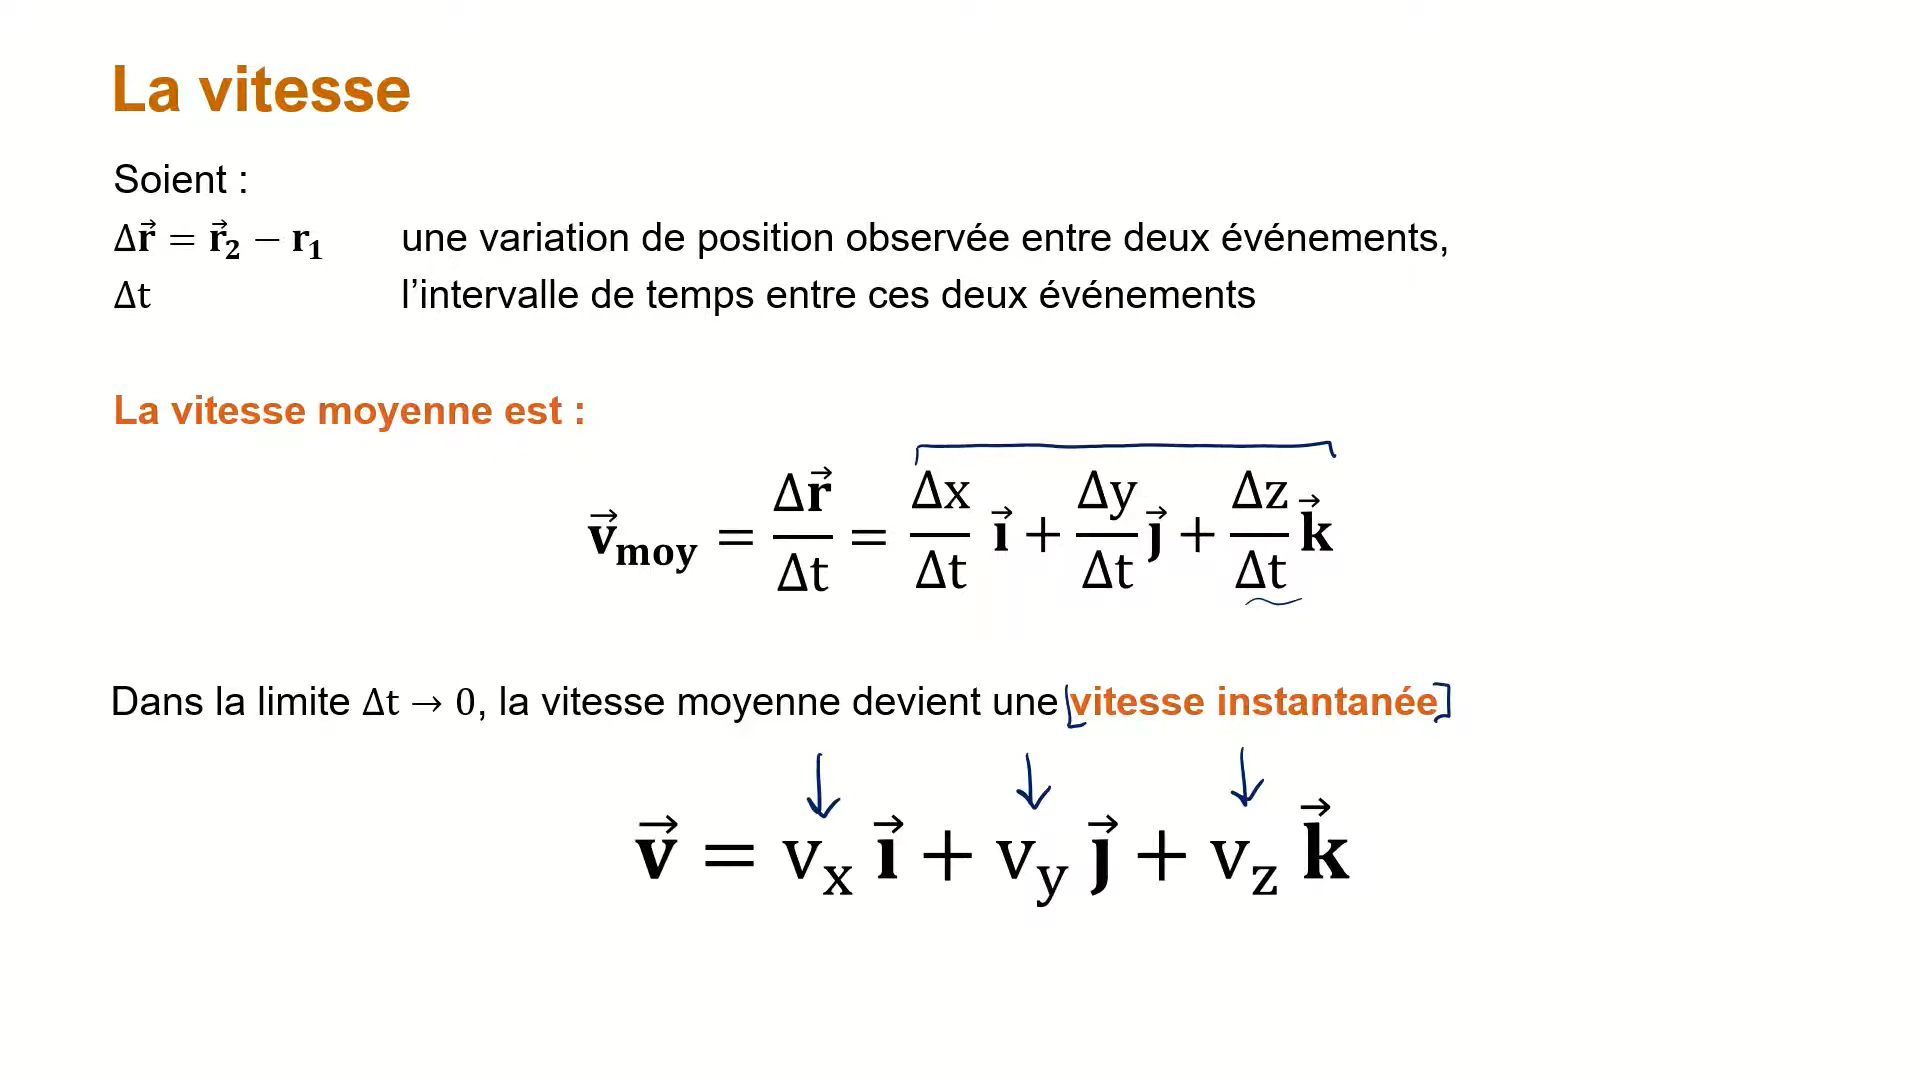 La vitesse
Soient :
Δr⃗ = r⃗₂ − r₁ une variation de position observée entre deux événements,
Δt l’intervalle de temps entre ces deux événements
La vitesse moyenne est :
v⃗moy = Δr⃗/Δt = Δx/Δt i⃗ + Δy/Δt j⃗ + Δz/Δt k⃗
Dans la limite Δt → 0, la vitesse moyenne devient une [vitesse instantanée]
v⃗ = vx i⃗ + vy j⃗ + vz k⃗